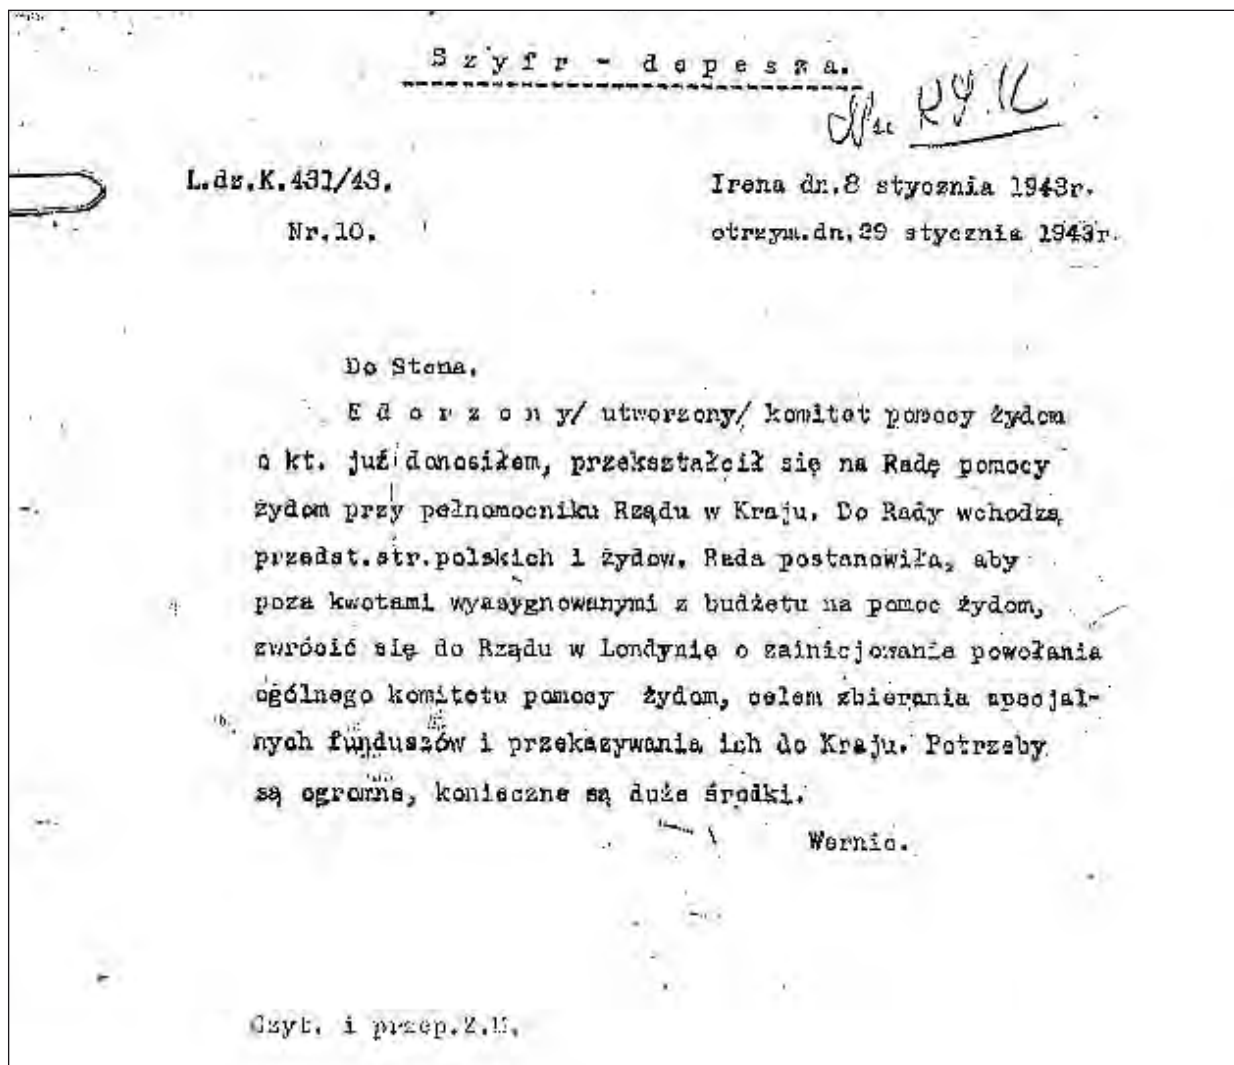 Szyfr - depesza.
L.dz.K.431/43.
Irena dn.8 stycznia 1943r.
Nr.10.
otrzym.dn.29 stycznia 1943r.
Do Stena.
E d o r z o n y/ utworzony/ komitet pomocy żydom
o kt. już donosiłem, przekształcił się na Radę pomocy
żydom przy pełnomocniku Rządu w Kraju. Do Rady wchodzą
przedst.str.polskich i żydow. Rada postanowiła, aby
poza kwotami wyasygnowanymi z budżetu na pomoc żydom,
zwrócić się do Rządu w Londynie o zainicjowanie powołania
ogólnego komitetu pomocy żydom, celem zbierania specjal-
nych funduszów i przekazywania ich do Kraju. Potrzeby
są ogromne, konieczne są duże środki.
Wernic.
Czyt. i przep.